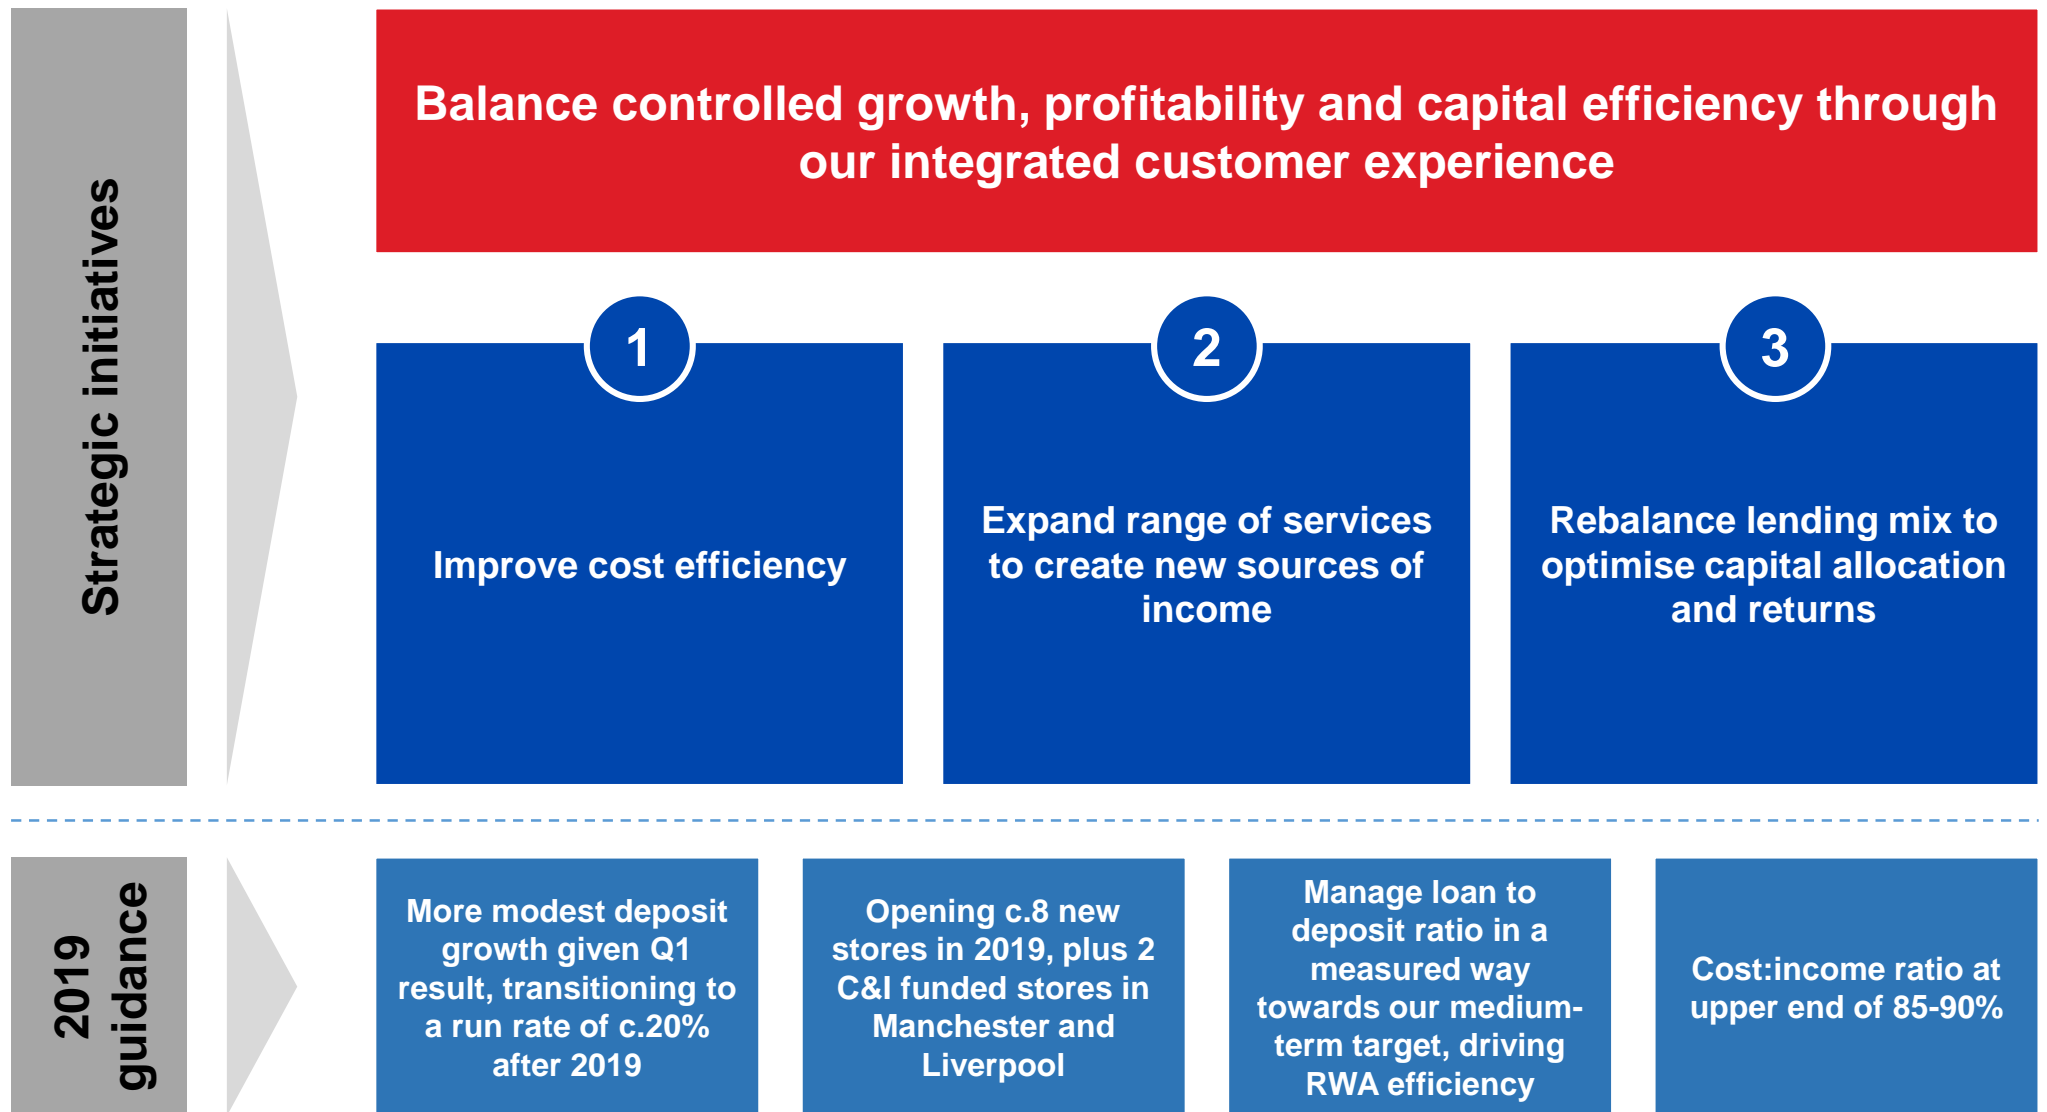 Strategic initiatives
Balance controlled growth, profitability and capital efficiency through
our integrated customer experience
1
Improve cost efficiency
2
Expand range of services
to create new sources of
income
3
Rebalance lending mix to
optimise capital allocation
and returns
2019
guidance
More modest deposit
growth given Q1
result, transitioning to
a run rate of c.20%
after 2019
Opening c.8 new
stores in 2019, plus 2
C&I funded stores in
Manchester and
Liverpool
Manage loan to
deposit ratio in a
measured way
towards our medium-
term target, driving
RWA efficiency
Cost:income ratio at
upper end of 85-90%